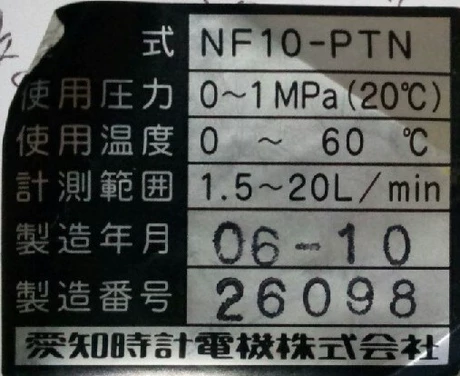 式 NF10-PTN
使用圧力 0~1MPa(20℃)
使用温度 0 ~ 60 ℃
計測範囲 1.5~20L/min
製造年月 06-10
製造番号 26098
愛知時計電機株式会社